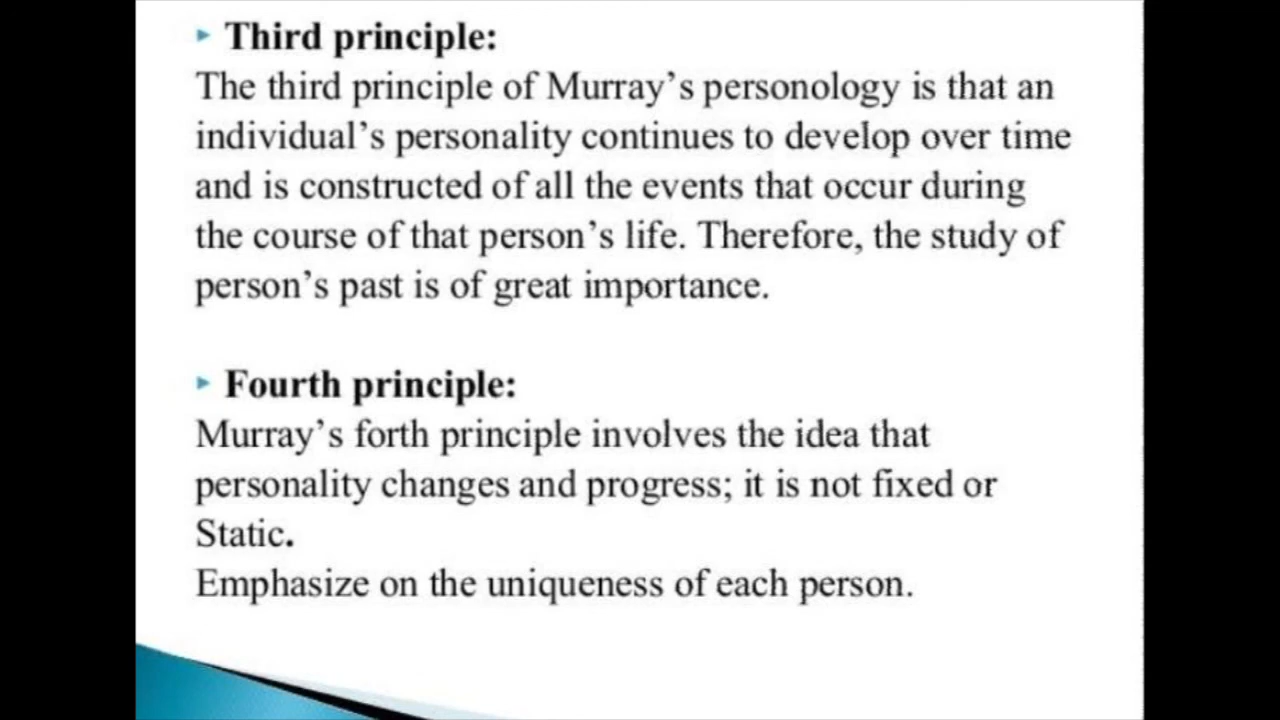 Third principle:
The third principle of Murray's personology is that an
individual's personality continues to develop over time
and is constructed of all the events that occur during
the course of that person's life. Therefore, the study of
person's past is of great importance.
Fourth principle:
Murray's forth principle involves the idea that
personality changes and progress; it is not fixed or
Static.
Emphasize on the uniqueness of each person.